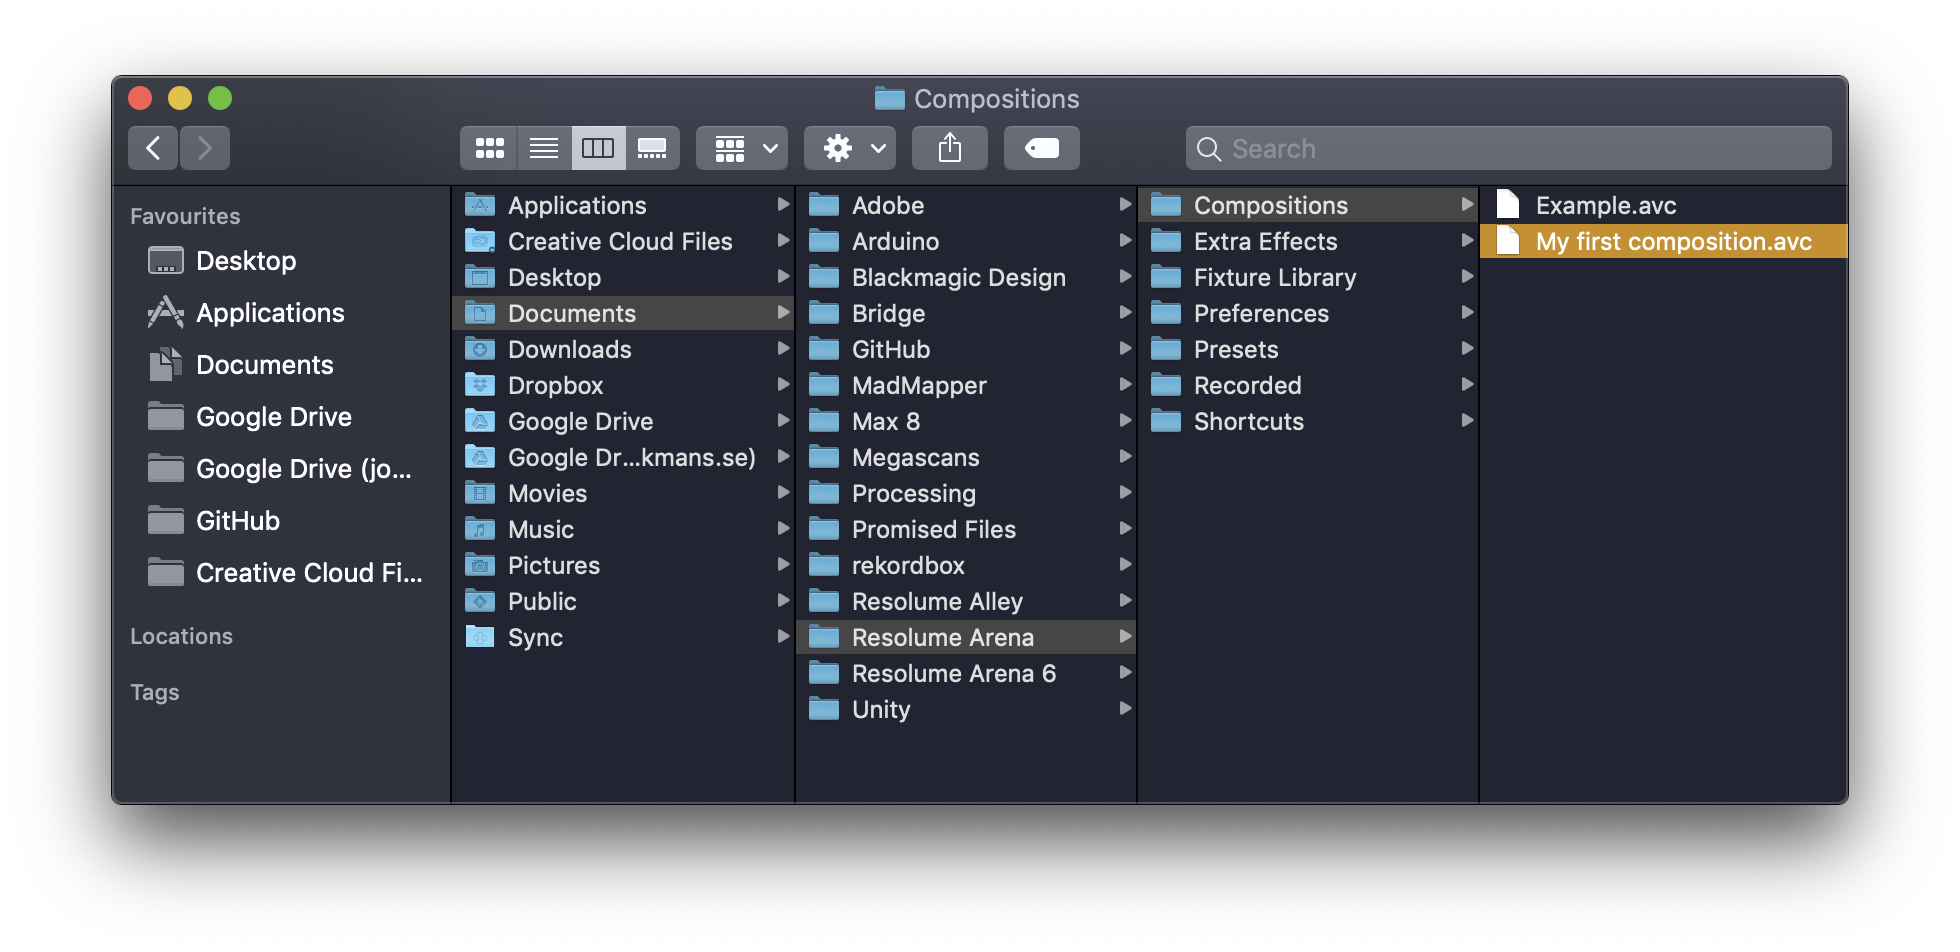 Compositions
Search
Favourites
Desktop
Applications
Documents
Google Drive
Google Drive (jo...
GitHub
Creative Cloud Fi...
Locations
Tags
Applications
Creative Cloud Files
Desktop
Documents
Downloads
Dropbox
Google Drive
Google Dr...kmans.se)
Movies
Music
Pictures
Public
Sync
Adobe
Arduino
Blackmagic Design
Bridge
GitHub
MadMapper
Max 8
Megascans
Processing
Promised Files
rekordbox
Resolume Alley
Resolume Arena
Resolume Arena 6
Unity
Compositions
Extra Effects
Fixture Library
Preferences
Presets
Recorded
Shortcuts
Example.avc
My first composition.avc